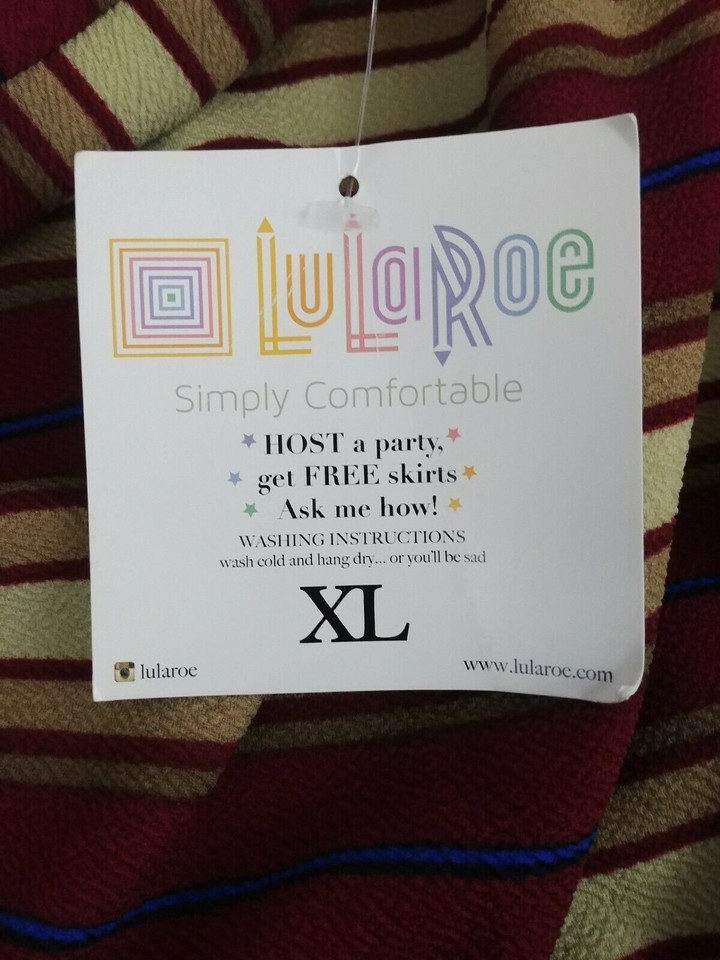 LuLaRoe
Simply Comfortable
HOST a party,
get FREE skirts
Ask me how!
WASHING INSTRUCTIONS
wash cold and hang dry... or you'll be sad
XL
lularoe
www.lularoe.com